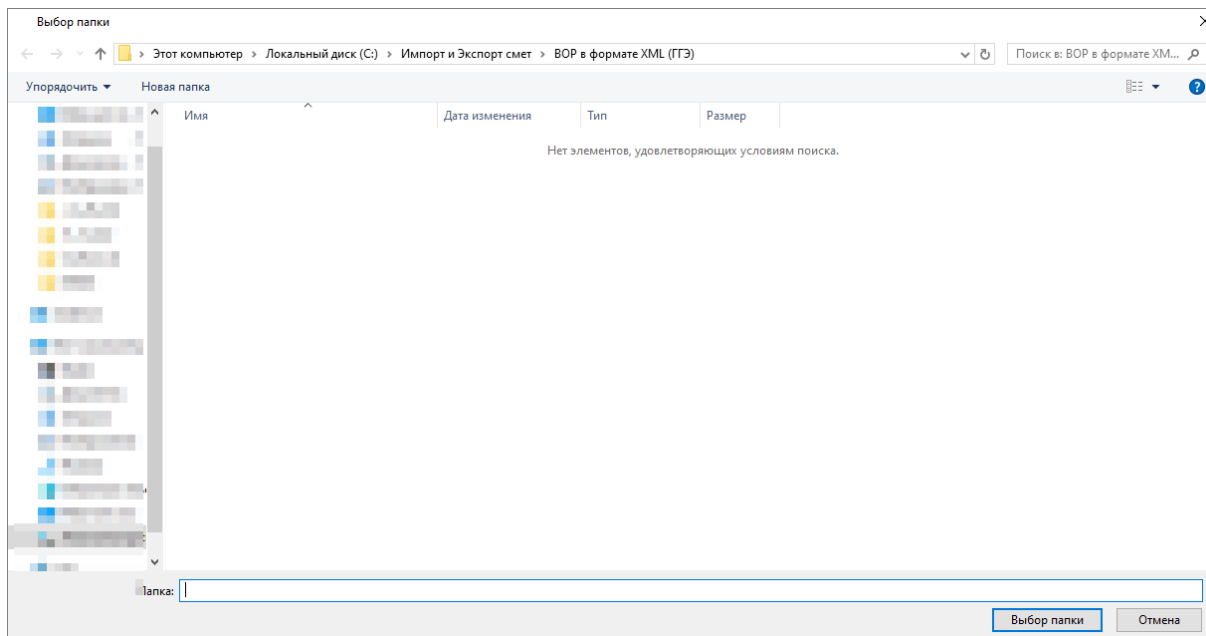 Выбор папки
Этот компьютер > Локальный диск (C:) > Импорт и Экспорт смет > ВОР в формате XML (ГГЭ)
Поиск в: ВОР в формате XM...
Упорядочить
Новая папка
Имя
Дата изменения
Тип
Размер
Нет элементов, удовлетворяющих условиям поиска.
Папка:
Выбор папки
Отмена